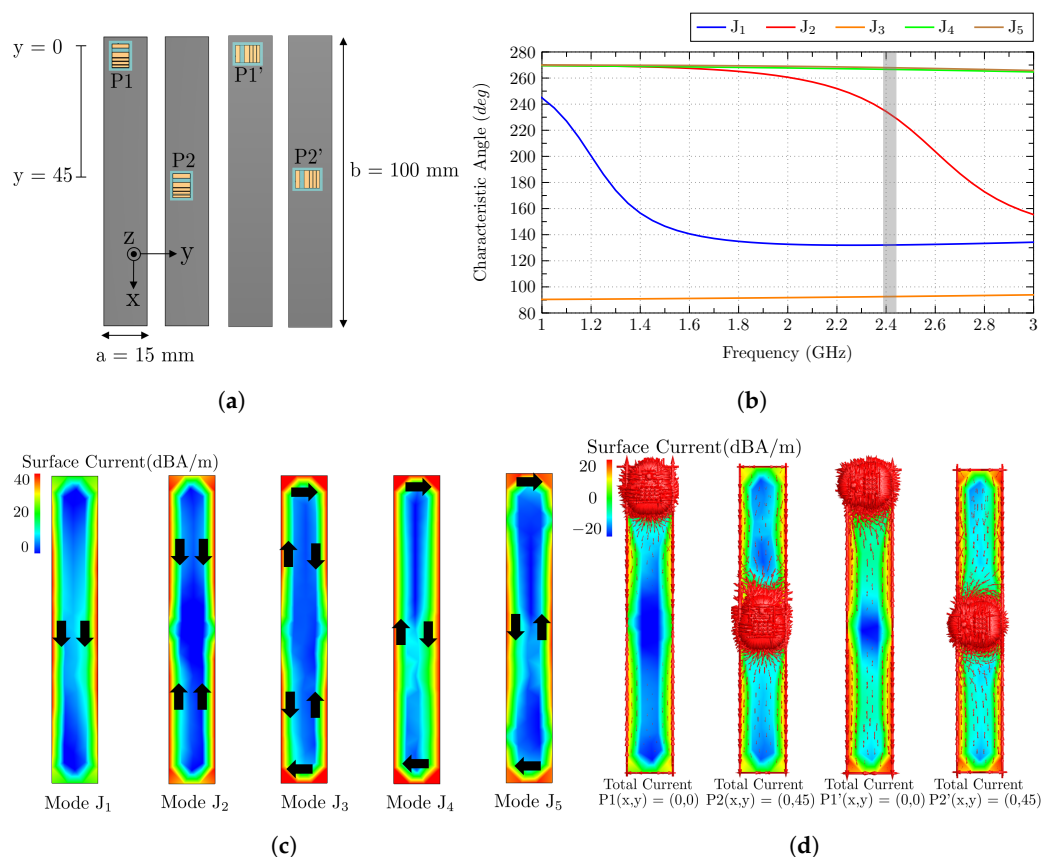 y = 0
P1
P1'
P2
P2'
y = 45
b = 100 mm
z
y
x
a = 15 mm
(a)
J₁ J₂ J₃ J₄ J₅
Characteristic Angle (deg)
280
260
240
220
200
180
160
140
120
100
80
1 1.2 1.4 1.6 1.8 2 2.2 2.4 2.6 2.8 3
Frequency (GHz)
(b)
Surface Current(dBA/m)
40
20
0
Mode J₁ Mode J₂ Mode J₃ Mode J₄ Mode J₅
(c)
Surface Current(dBA/m)
20
0
−20
Total Current Total Current Total Current Total Current
P1(x,y) = (0,0) P2(x,y) = (0,45) P1'(x,y) = (0,0) P2'(x,y) = (0,45)
(d)